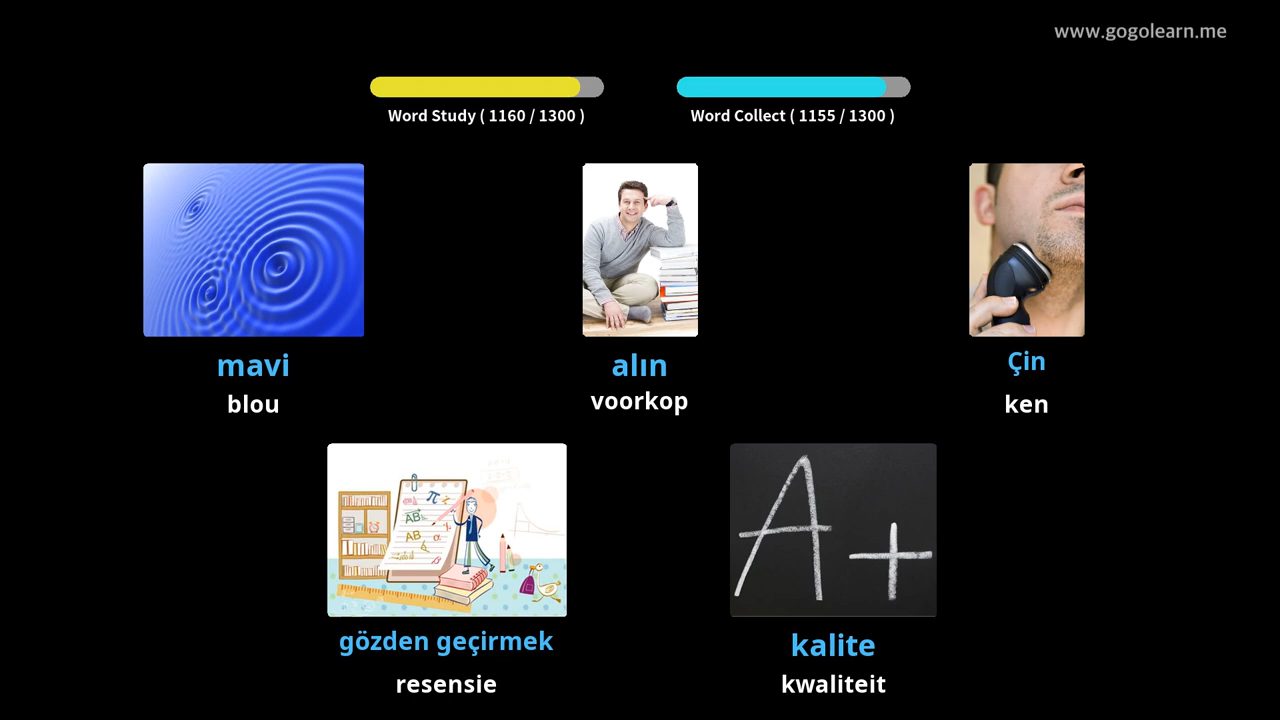 www.gogolearn.me
Word Study ( 1160 / 1300 )
Word Collect ( 1155 / 1300 )
mavi
blou
alın
voorkop
Çin
ken
gözden geçirmek
resensie
A+
kalite
kwaliteit